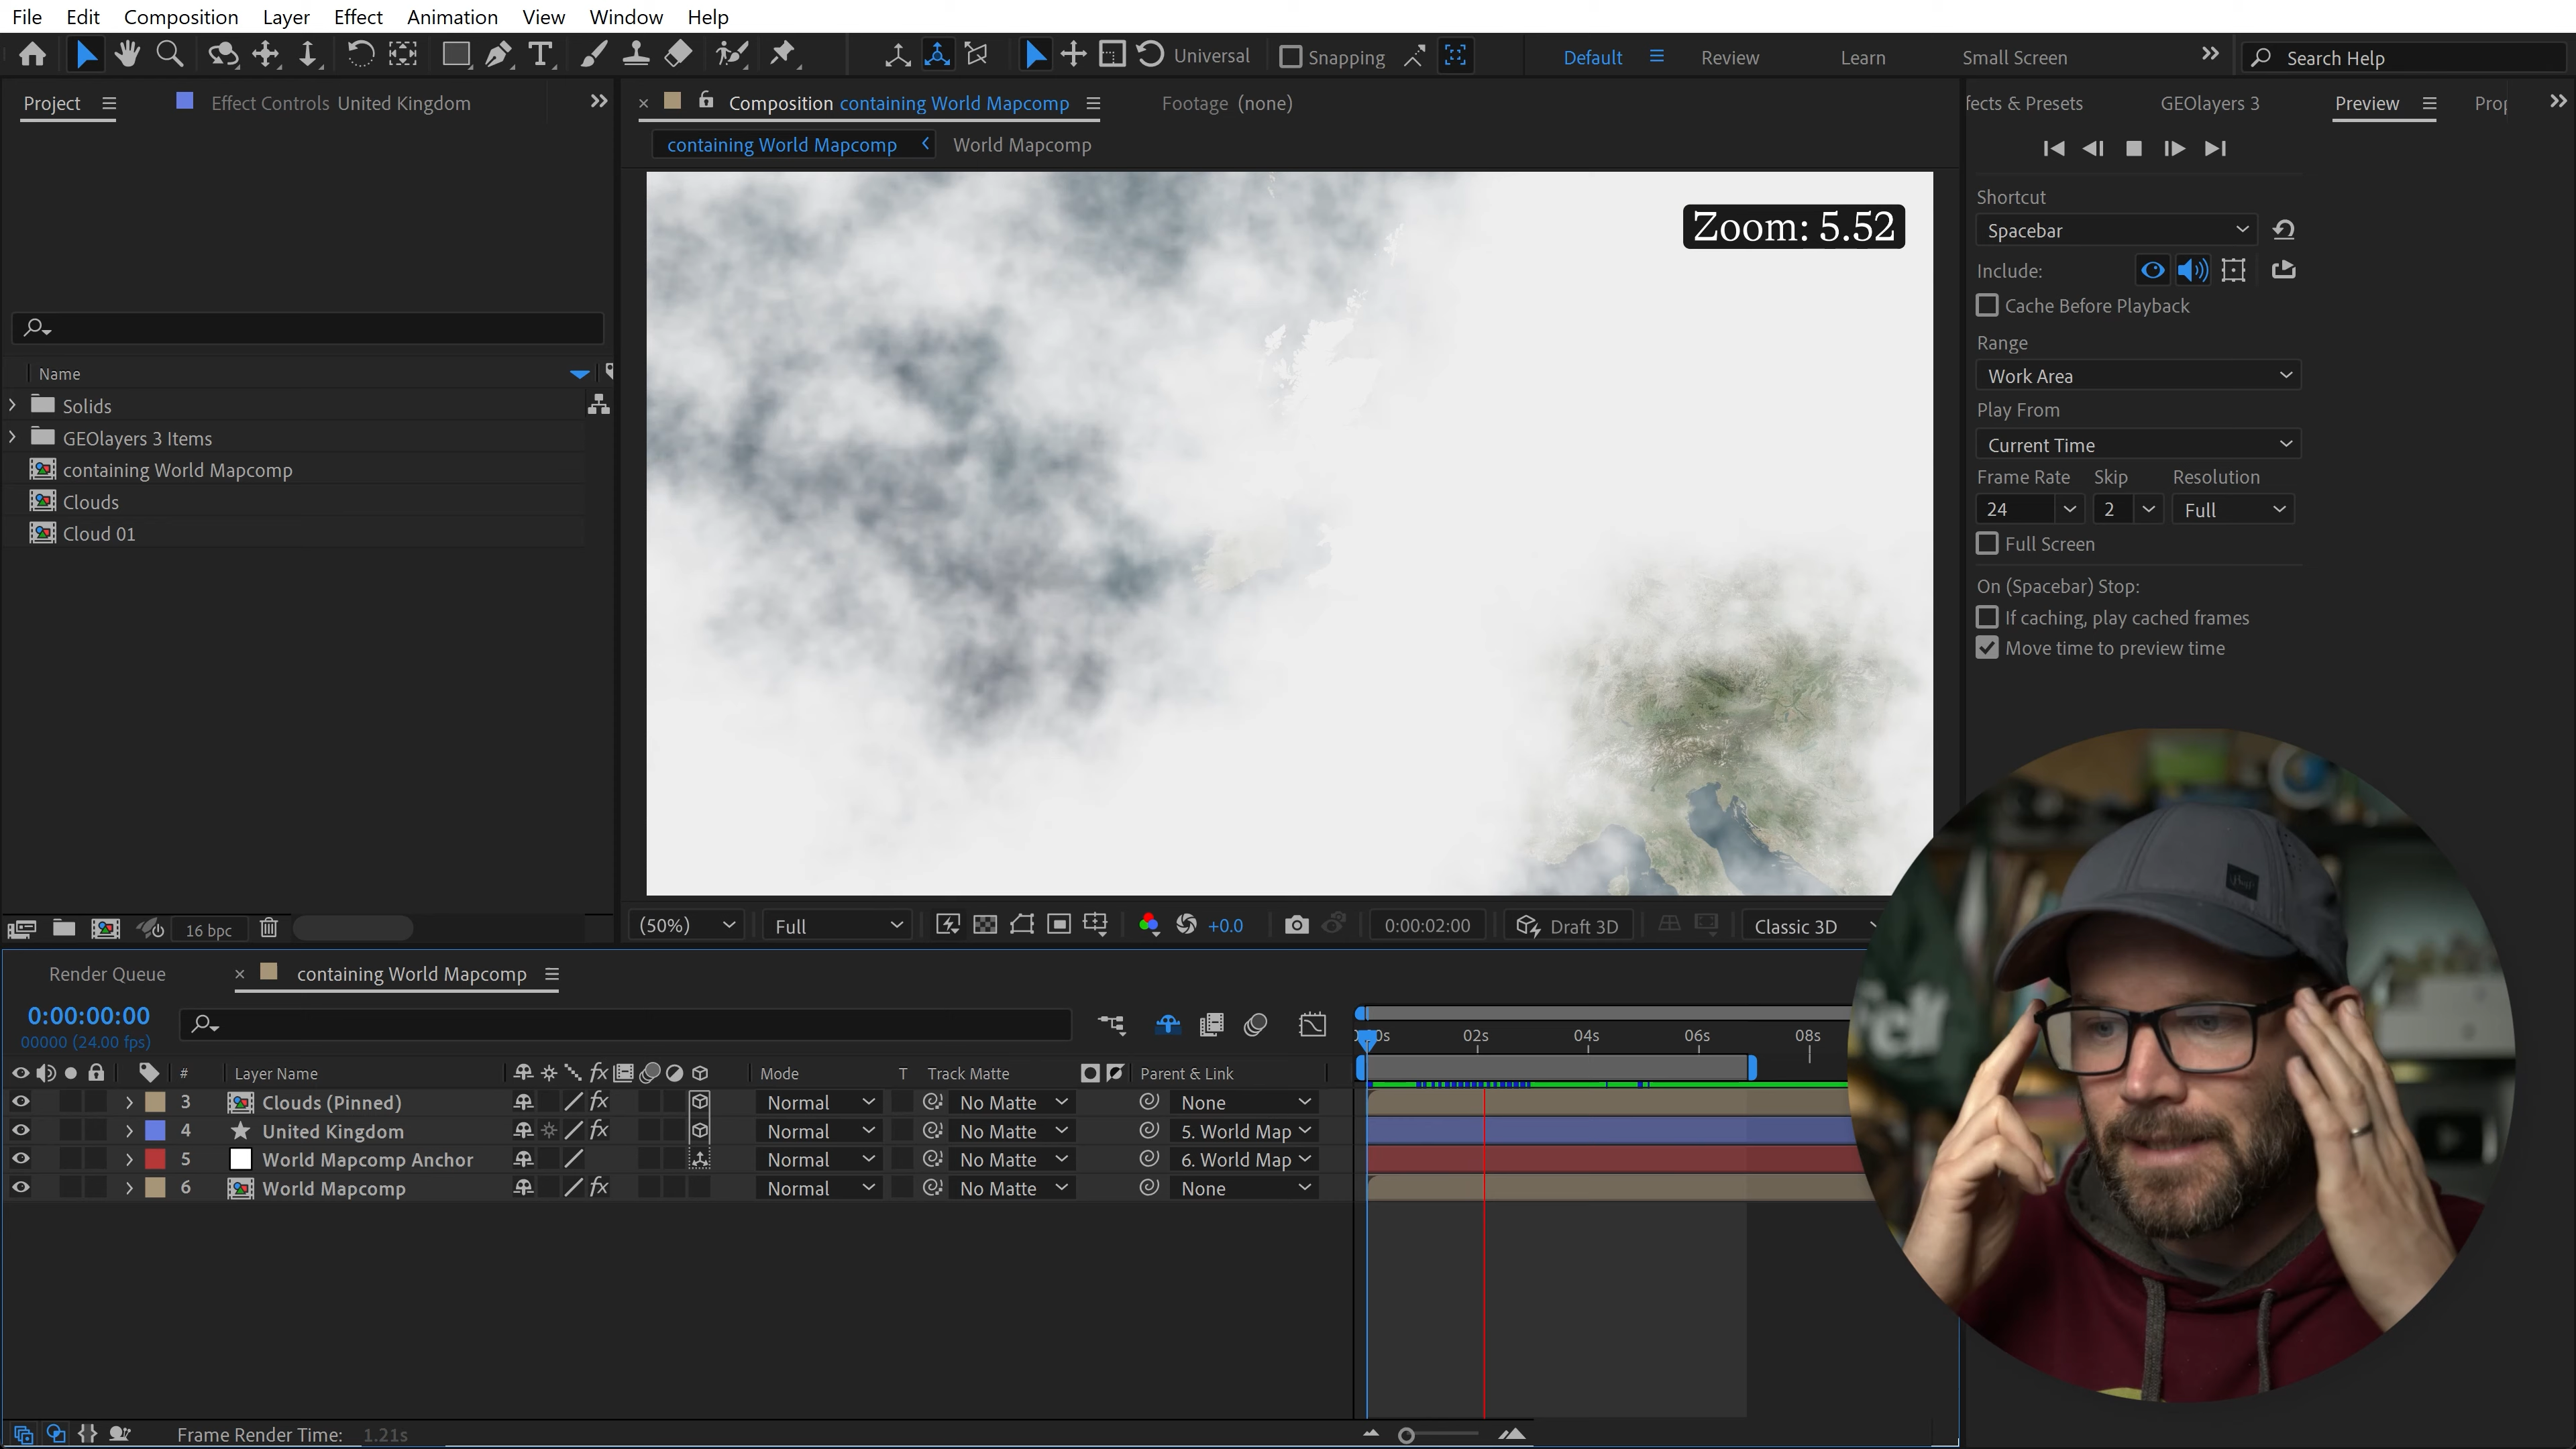 File Edit Composition Layer Effect Animation View Window Help
Universal Snapping Default Review Learn Small Screen Search Help
Project Effect Controls United Kingdom
Composition containing World Mapcomp Footage (none)
fects & Presets GEOlayers 3 Preview Prop
containing World Mapcomp World Mapcomp
Zoom: 5.52
Shortcut
Spacebar
Include:
Cache Before Playback
Range
Work Area
Play From
Current Time
Frame Rate Skip Resolution
24 2 Full
Full Screen
On (Spacebar) Stop:
If caching, play cached frames
Move time to preview time
Name
Solids
GEOlayers 3 Items
containing World Mapcomp
Clouds
Cloud 01
16 bpc
(50%) Full +0.0 0:00:02:00 Draft 3D Classic 3D
Render Queue containing World Mapcomp
0:00:00:00
00000 (24.00 fps)
02s 04s 06s 08s
# Layer Name Mode T Track Matte Parent & Link
3 Clouds (Pinned) Normal No Matte None
4 United Kingdom Normal No Matte 5. World Map
5 World Mapcomp Anchor Normal No Matte 6. World Map
6 World Mapcomp Normal No Matte None
Frame Render Time: 1.21s